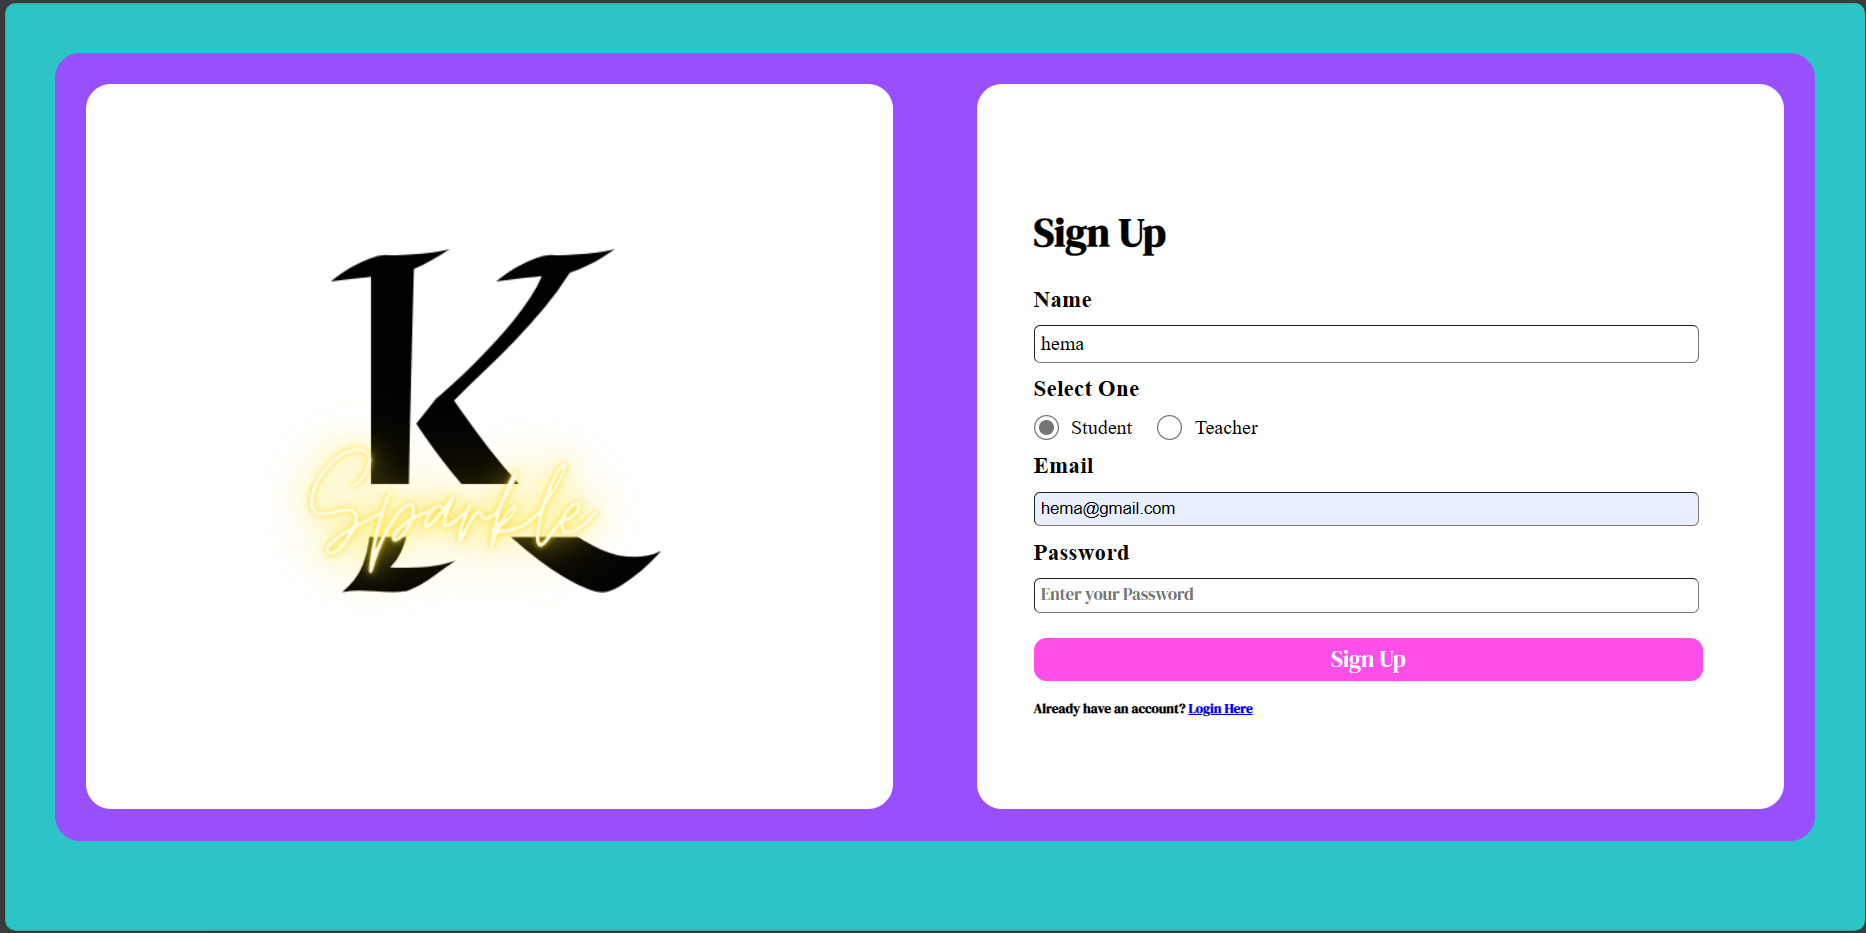 K
Sparkle
Sign Up
Name
hema
Select One
Student Teacher
Email
hema@gmail.com
Password
Enter your Password
Sign Up
Already have an account? Login Here